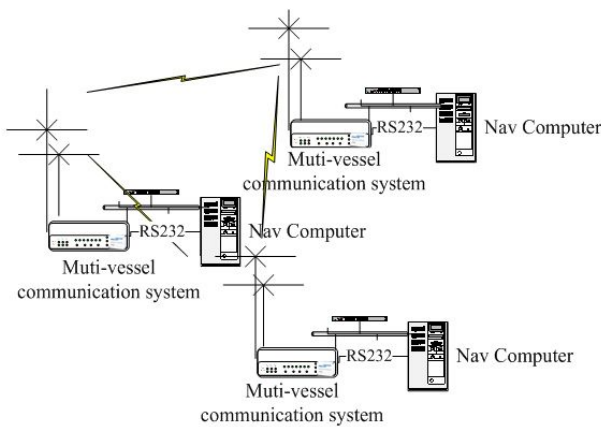 RS232
Nav Computer
Muti-vessel
communication system
RS232
Nav Computer
Muti-vessel
communication system
RS232
Nav Computer
Muti-vessel
communication system